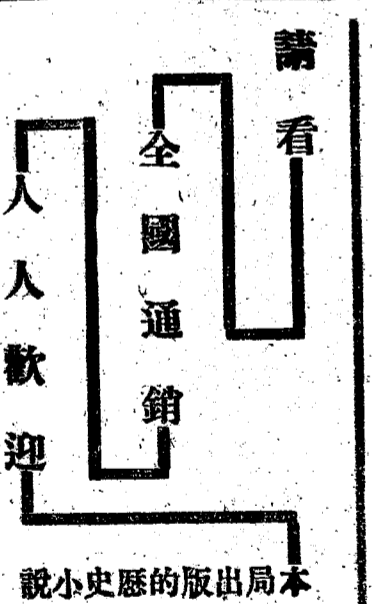 請看
全國通銷
人人歡迎
本局出版的歷史小說